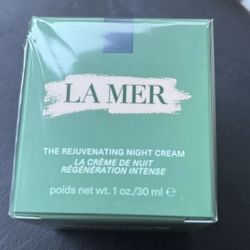 LA MER
THE REJUVENATING NIGHT CREAM
LA CRÈME DE NUIT
RÉGÉNÉRATION INTENSE
poids net wt. 1 oz./30 ml ℮